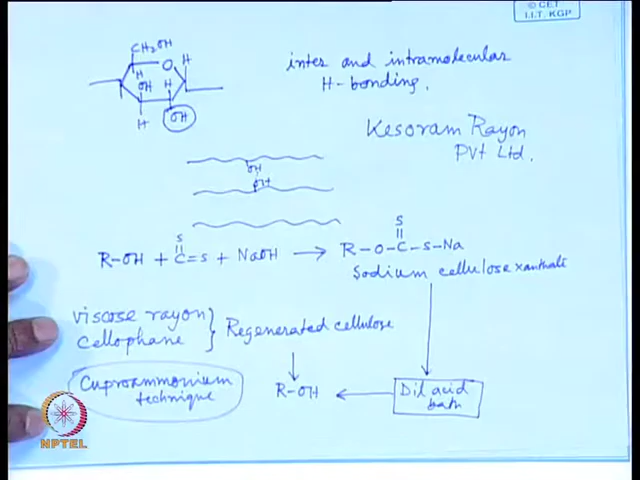 © CET
I.I.T. KGP
CH₂OH
O
H
H
OH
H
H
OH
inter and intramolecular
H-bonding.
Kesoram Rayon
Pvt Ltd.
OH
OH
S
S
R-OH + C=S + NaOH → R-O-C-S-Na
Sodium cellulose xanthate
viscose rayon
cellophane
Regenerated cellulose
Cuproammonium
technique
R-OH
Dil acid
bath
NPTEL